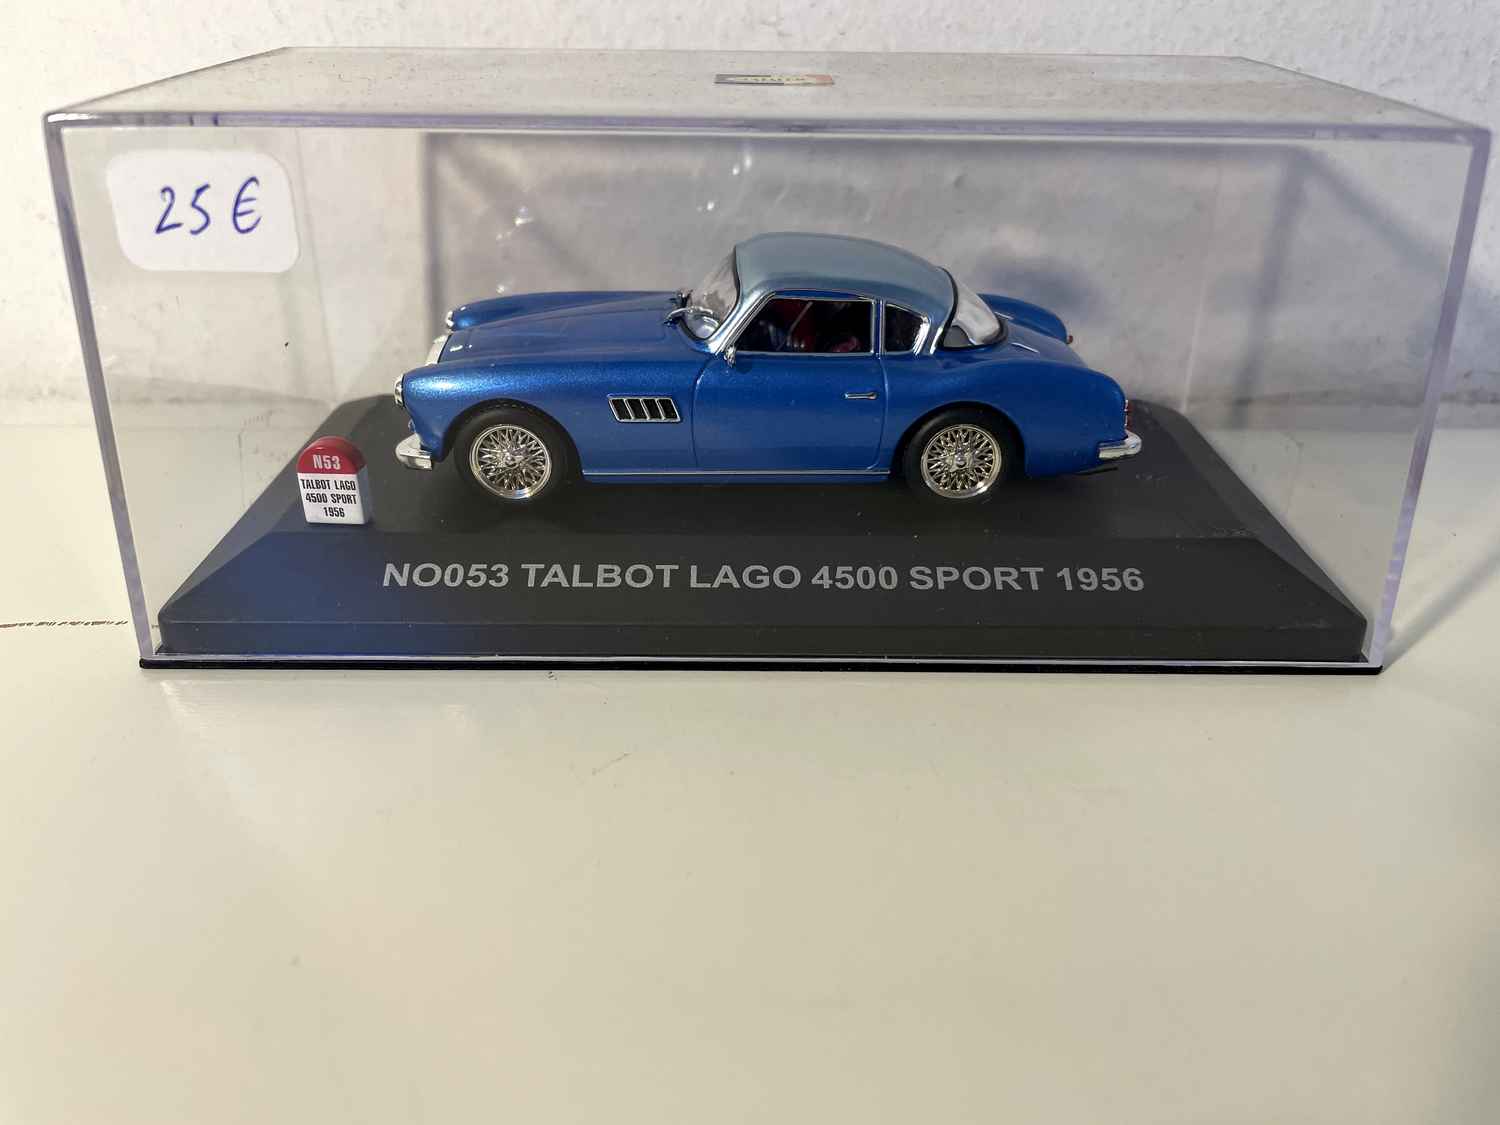 25 €
N53
TALBOT LAGO
4500 SPORT
1956
NO053 TALBOT LAGO 4500 SPORT 1956